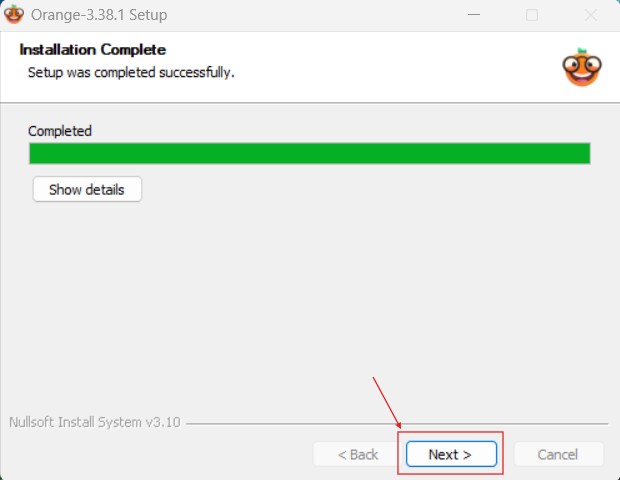 Orange-3.38.1 Setup
Installation Complete
Setup was completed successfully.
Completed
Show details
Nullsoft Install System v3.10
< Back
Next >
Cancel